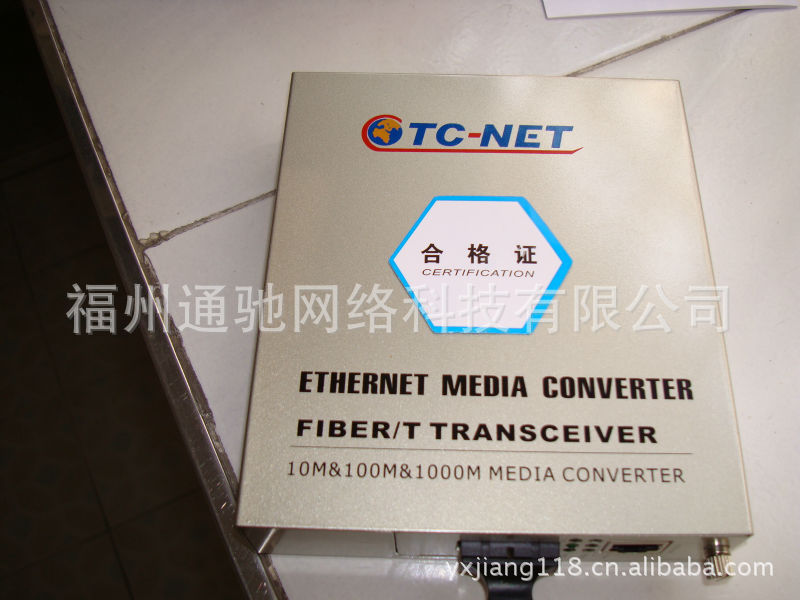 TC-NET
合格证
CERTIFICATION
福州通驰网络科技有限公司
ETHERNET MEDIA CONVERTER
FIBER/T TRANSCEIVER
10M&100M&1000M MEDIA CONVERTER
yxjiang118.cn.alibaba.com